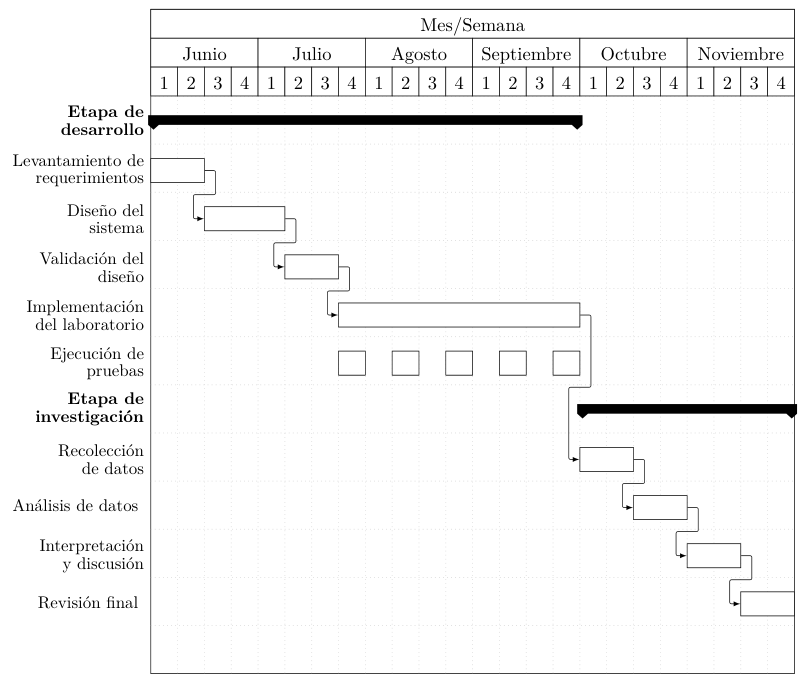 Mes/Semana
Junio Julio Agosto Septiembre Octubre Noviembre
1 2 3 4 1 2 3 4 1 2 3 4 1 2 3 4 1 2 3 4 1 2 3 4
Etapa de
desarrollo
Levantamiento de
requerimientos
Diseño del
sistema
Validación del
diseño
Implementación
del laboratorio
Ejecución de
pruebas
Etapa de
investigación
Recolección
de datos
Análisis de datos
Interpretación
y discusión
Revisión final